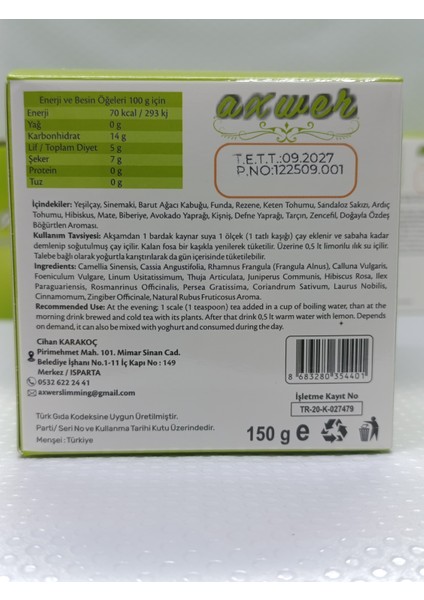 axwer
Enerji ve Besin Öğeleri 100 g için
Enerji 70 kcal / 293 kj
Yağ 0 g
Karbonhidrat 14 g
Lif / Toplam Diyet 5 g
Şeker 7 g
Protein 0 g
Tuz 0 g
T.E.T.T.:09.2027
P.NO:122509.001
İçindekiler: Yeşilçay, Sinemaki, Barut Ağacı Kabuğu, Funda, Rezene, Keten Tohumu, Sandaloz Sakızı, Ardıç
Tohumu, Hibiskus, Mate, Biberiye, Avokado Yaprağı, Kişniş, Defne Yaprağı, Tarçın, Zencefil, Doğayla Özdeş
Böğürtlen Aroması.
Kullanım Tavsiyesi: Akşamdan 1 bardak kaynar suya 1 ölçek (1 tatlı kaşığı) çay eklenir ve sabaha kadar
demlenip soğutulmuş çay içilir. Kalan fosa bir kaşıkla yenilerek tüketilir. Üzerine 0,5 lt limonlu ılık su içilir.
Talebe bağlı olarak yoğurtla karıştırılarak da gün içerisinde tüketilebilir.
Ingredients: Camellia Sinensis, Cassia Angustifolia, Rhamnus Frangula (Frangula Alnus), Calluna Vulgaris,
Foeniculum Vulgare, Linum Usitatissimum, Thuja Articulata, Juniperus Communis, Hibiscus Rosa, Ilex
Paraguariensis, Rosmarinus Officinalis, Persea Gratissima, Coriandrum Sativum, Laurus Nobilis,
Cinnamomum, Zingiber Officinale, Natural Rubus Fruticosus Aroma.
Recommended Use: At the evening: 1 scale (1 teaspoon) tea added in a cup of boiling water, than at the
morning drink brewed and cold tea with its plants. After that drink 0,5 lt warm water with lemon. Depends
on demand, it can also be mixed with yoghurt and consumed during the day.
Cihan KARAKOÇ
Pirimehmet Mah. 101. Mimar Sinan Cad.
Belediye İşhanı No.1-11 İç Kapı No : 149
Merkez / ISPARTA
0532 622 24 41
axwerslimming@gmail.com
8 683280 354401
İşletme Kayıt No
TR-20-K-027479
Türk Gıda Kodeksine Uygun Üretilmiştir.
Parti/ Seri No ve Kullanma Tarihi Kutu Üzerindedir.
Menşei : Türkiye
150 g e